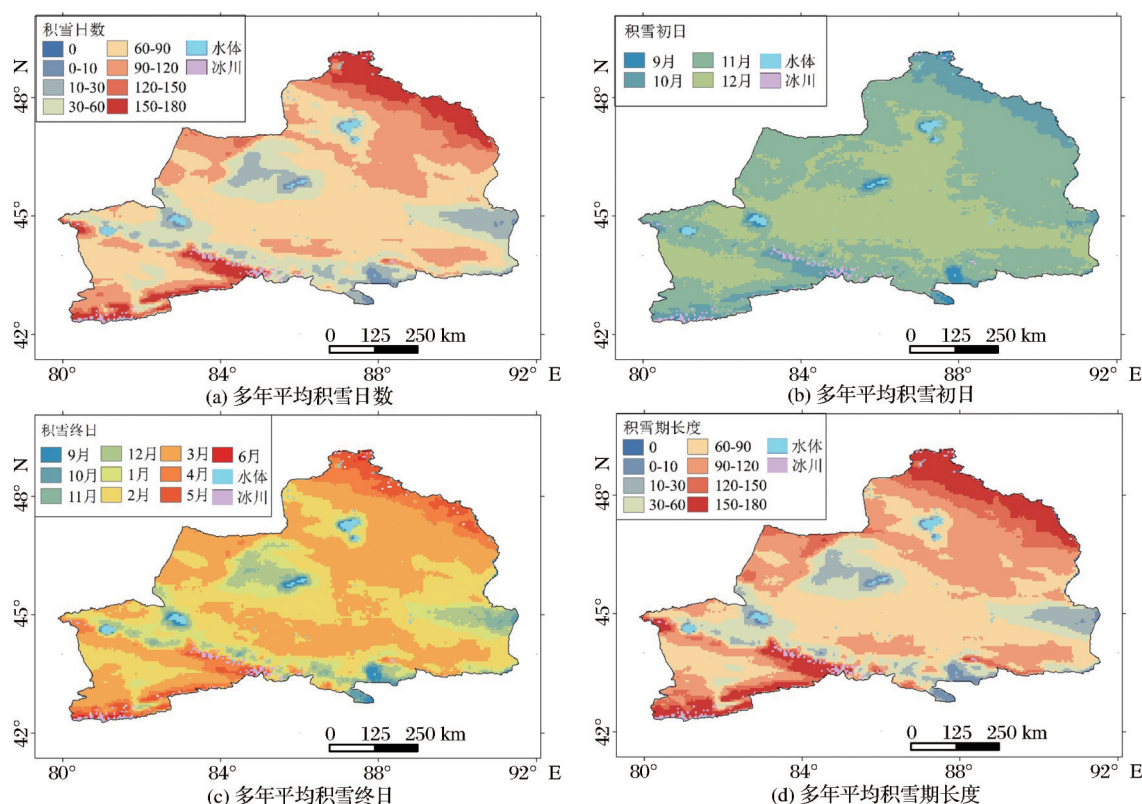 积雪日数
0 60-90 水体
0-10 90-120 冰川
10-30 120-150
30-60 150-180
N
48°
45°
42°
0 125 250 km
80° 84° 88° 92° E
(a) 多年平均积雪日数
积雪初日
9月 11月 水体
10月 12月 冰川
N
48°
45°
42°
0 125 250 km
80° 84° 88° 92° E
(b) 多年平均积雪初日
积雪终日
9月 12月 3月 6月
10月 1月 4月 水体
11月 2月 5月 冰川
N
48°
45°
42°
0 125 250 km
80° 84° 88° 92° E
(c) 多年平均积雪终日
积雪期长度
0 60-90 水体
0-10 90-120 冰川
10-30 120-150
30-60 150-180
N
48°
45°
42°
0 125 250 km
80° 84° 88° 92° E
(d) 多年平均积雪期长度